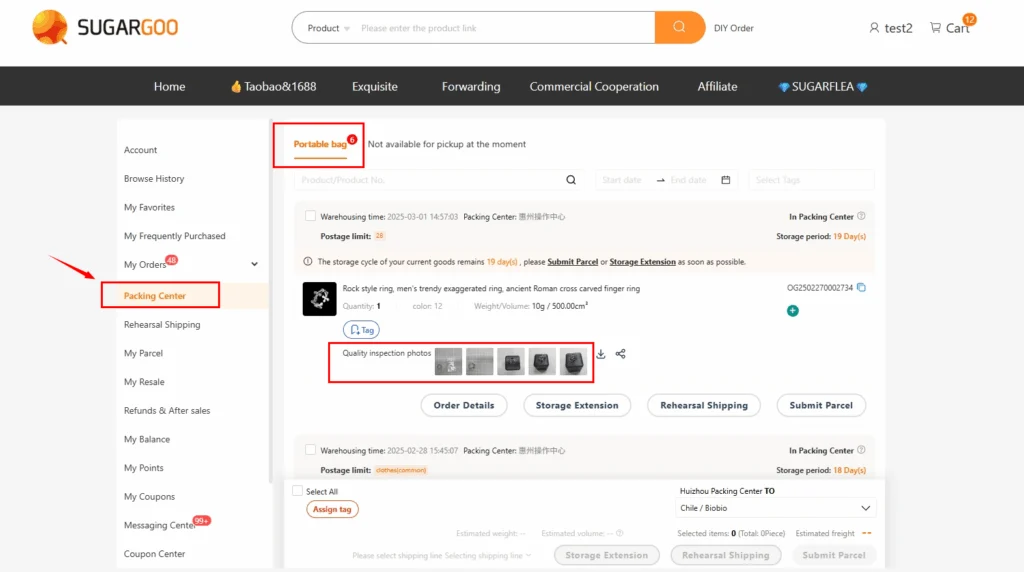 SUGARGOO
Product Please enter the product link
DIY Order
test2
Cart 12
Home 👍Taobao&1688 Exquisite Forwarding Commercial Cooperation Affiliate 💎SUGARFLEA💎
Account
Browse History
My Favorites
My Frequently Purchased
My Orders 48
Packing Center
Rehearsal Shipping
My Parcel
My Resale
Refunds & After sales
My Balance
My Points
My Coupons
Messaging Center 99+
Coupon Center
Portable bag 6 Not available for pickup at the moment
Product/Product No. Start date → End date Select Tags
Warehousing time: 2025-03-01 14:57:03 Packing Center: 惠州操作中心 In Packing Center
Postage limit: 28 Storage period: 19 Day(s)
The storage cycle of your current goods remains 19 day(s) , please Submit Parcel or Storage Extension as soon as possible.
Rock style ring, men's trendy exaggerated ring, ancient Roman cross carved finger ring OG2502270002734
Quantity: 1 color: 12 Weight/Volume: 10g / 500.00cm³
Tag
Quality inspection photos
Order Details Storage Extension Rehearsal Shipping Submit Parcel
Warehousing time: 2025-02-28 15:45:07 Packing Center: 惠州操作中心 In Packing Center
Postage limit: clothes(common) Storage period: 18 Day(s)
Select All
Assign tag
Huizhou Packing Center TO
Chile / Biobio
Estimated weight: -- Estimated volume: -- Selected items: 0 (Total: 0Piece) Estimated freight --
Please select shipping line Selecting shipping line Storage Extension Rehearsal Shipping Submit Parcel